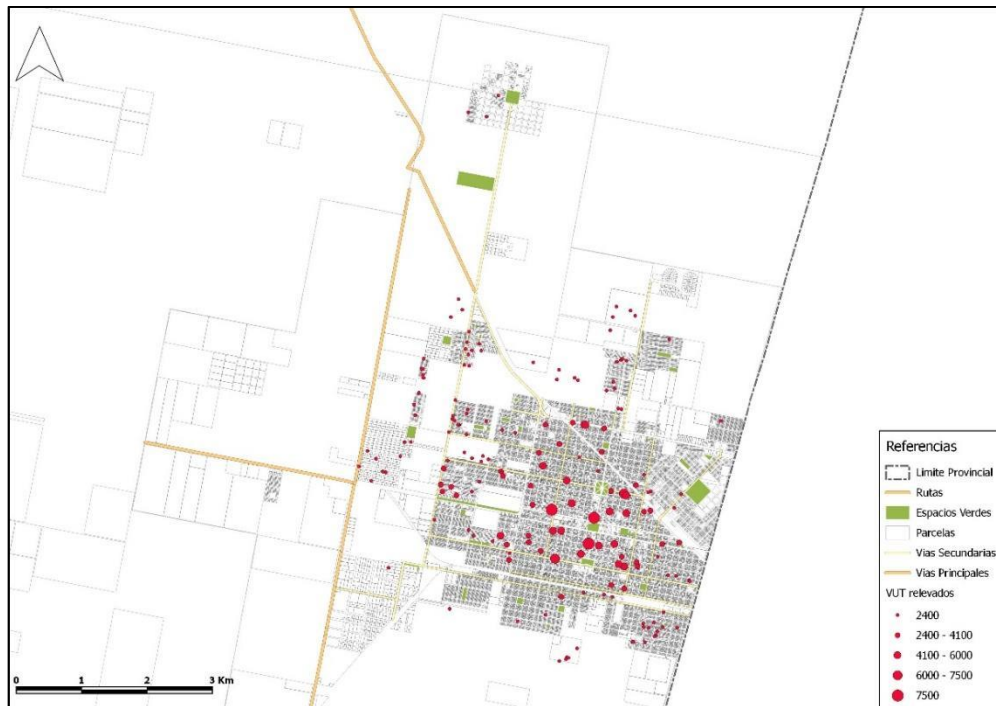 Referencias
Límite Provincial
Rutas
Espacios Verdes
Parcelas
Vias Secundarias
Vias Principales
VUT relevados
2400
2400 - 4100
4100 - 6000
6000 - 7500
7500
0 1 2 3 Km